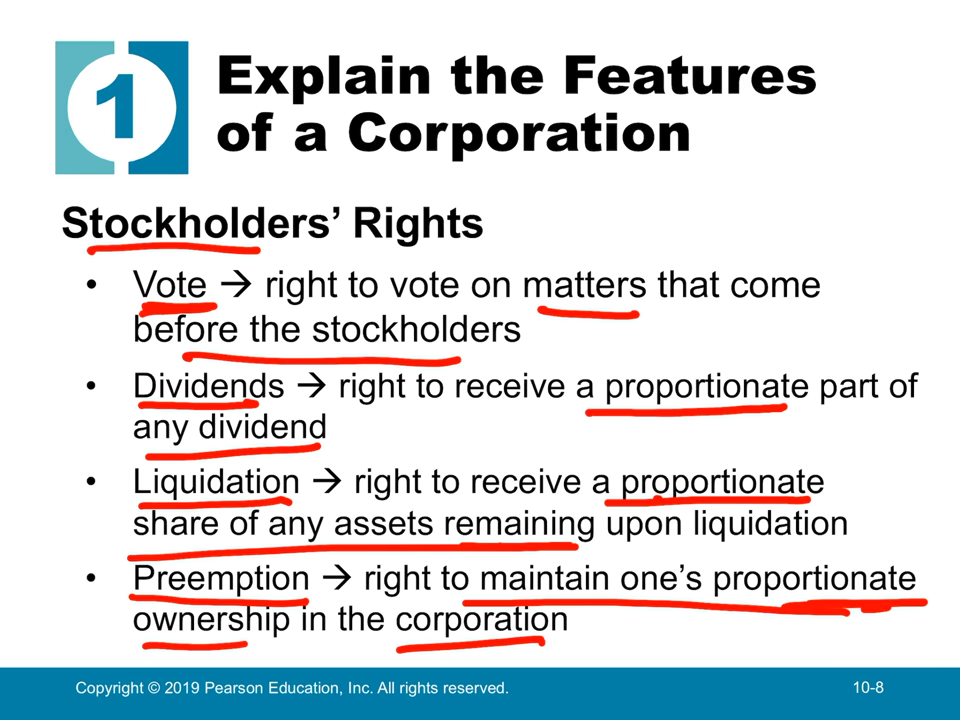 1
Explain the Features
of a Corporation
Stockholders’ Rights
• Vote → right to vote on matters that come
before the stockholders
• Dividends → right to receive a proportionate part of
any dividend
• Liquidation → right to receive a proportionate
share of any assets remaining upon liquidation
• Preemption → right to maintain one’s proportionate
ownership in the corporation
Copyright © 2019 Pearson Education, Inc. All rights reserved.
10-8